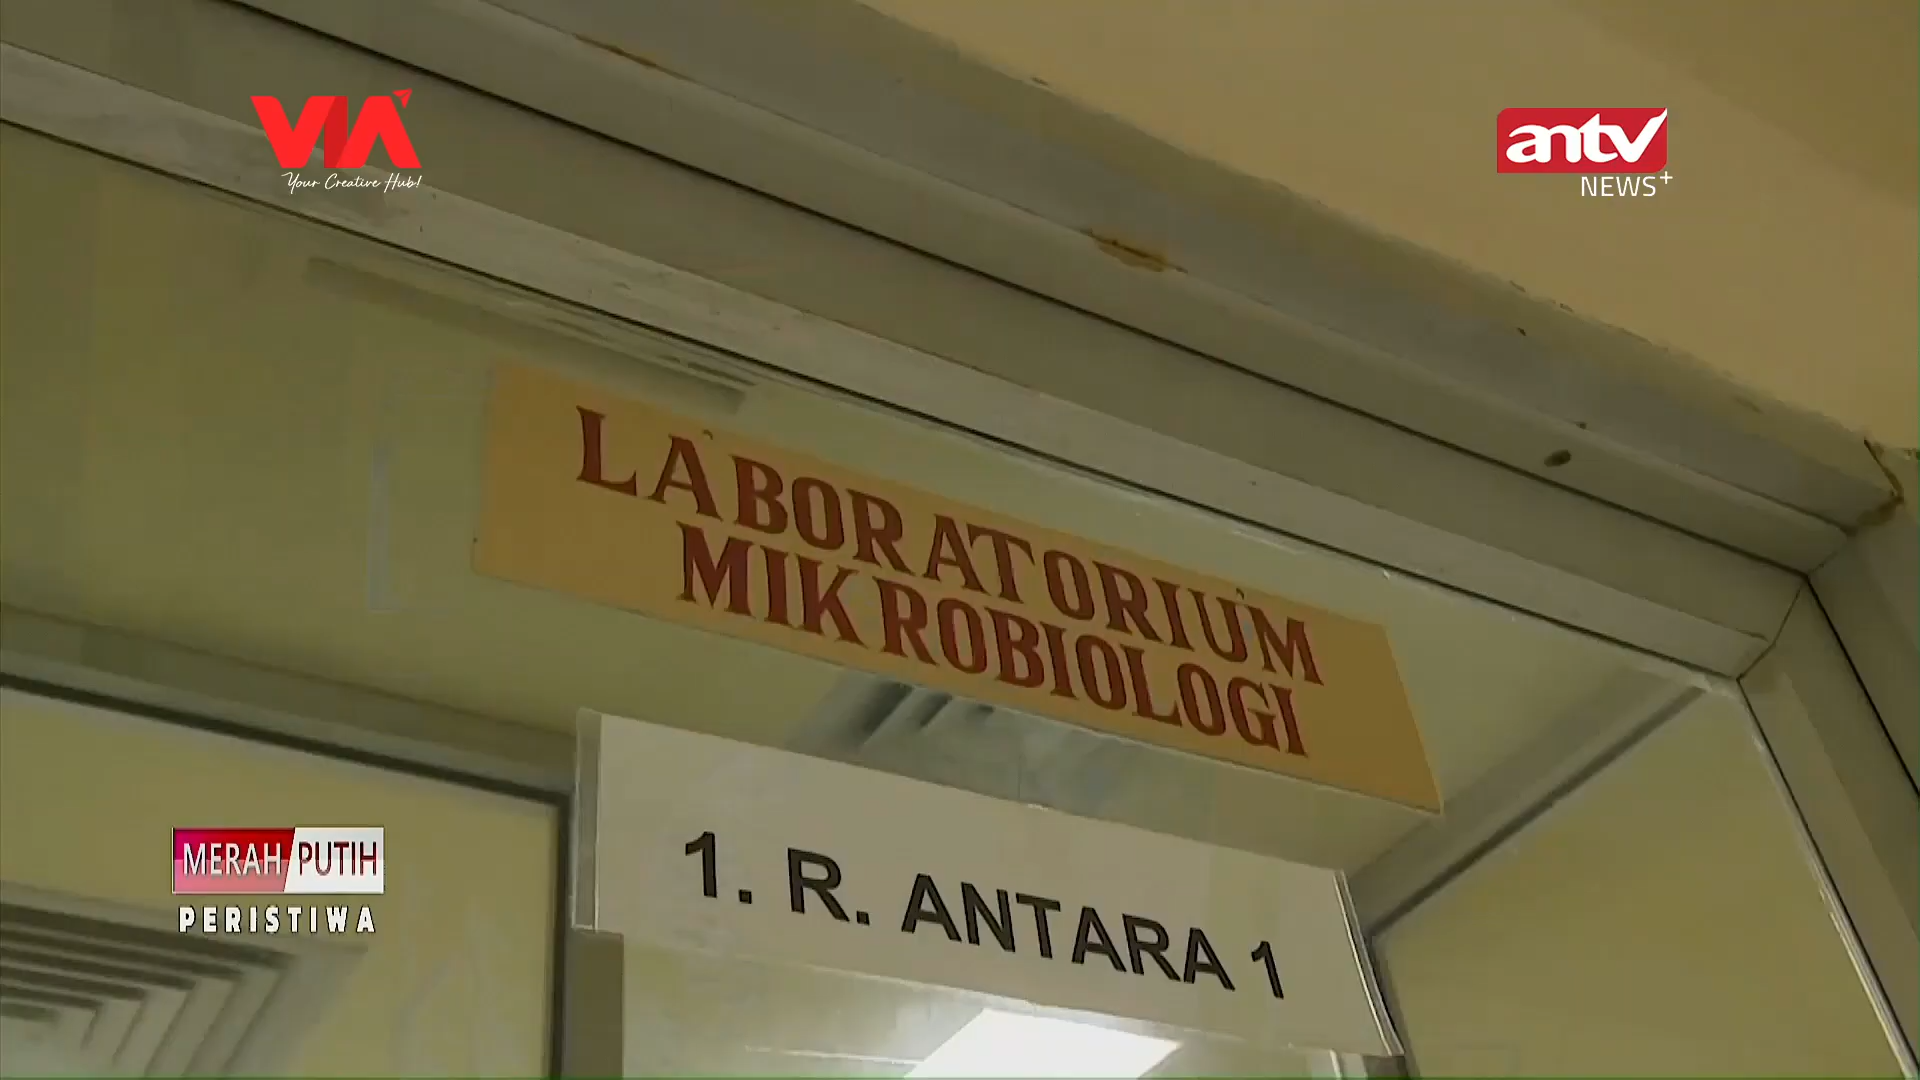 VIA
Your Creative Hub!
antv
NEWS+
LABORATORIUM
MIKROBIOLOGI
1. R. ANTARA 1
MERAH PUTIH
PERISTIWA